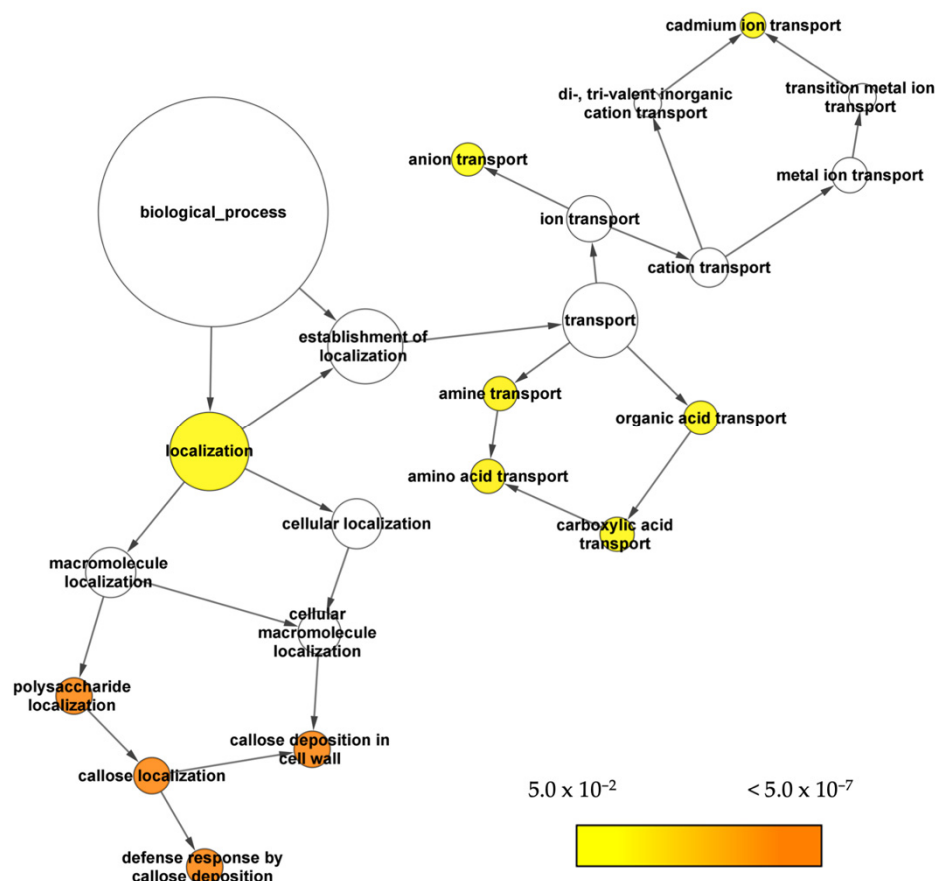 cadmium ion transport
di-, tri-valent inorganic
cation transport
transition metal ion
transport
anion transport
metal ion transport
biological_process
ion transport
cation transport
establishment of
localization
transport
amine transport
organic acid transport
localization
amino acid transport
cellular localization
carboxylic acid
transport
macromolecule
localization
cellular
macromolecule
localization
polysaccharide
localization
callose deposition in
cell wall
callose localization
5.0 x 10⁻²
< 5.0 x 10⁻⁷
defense response by
callose deposition